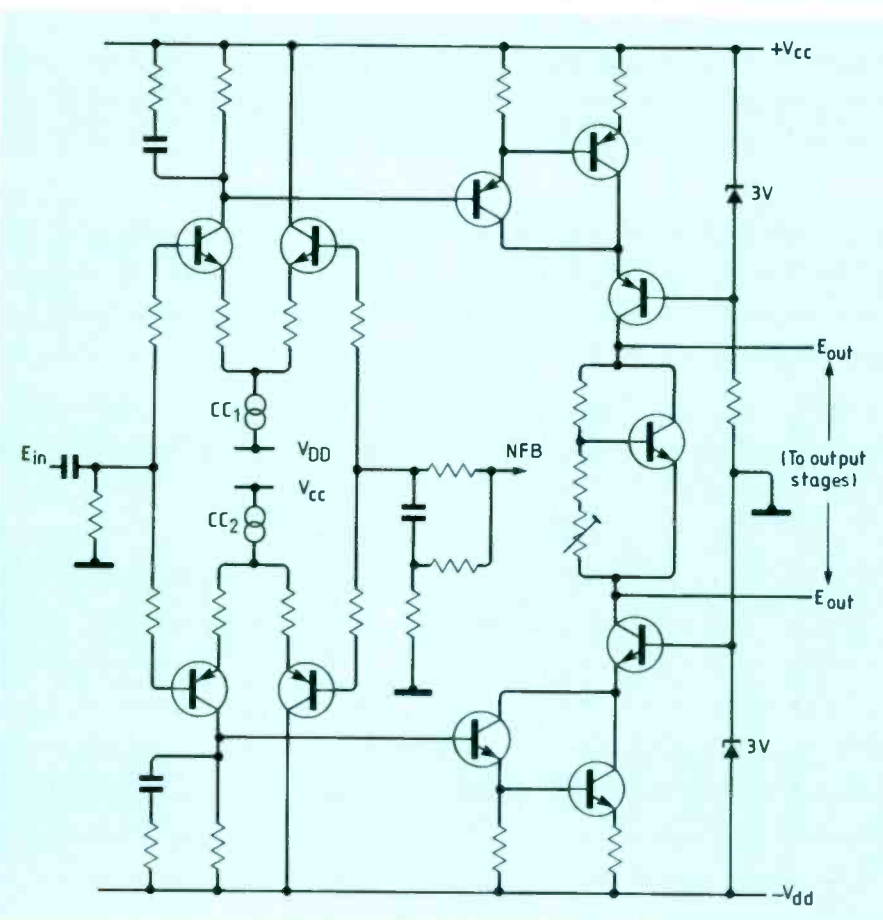 +Vcc
3V
Eout
CC1
VDD
Ein
NFB
(To output
stages)
Vcc
CC2
Eout
3V
-Vdd